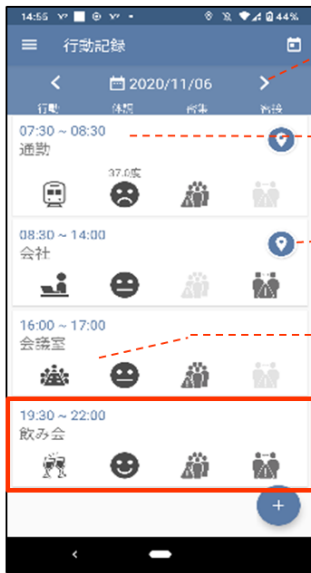 14:55 44%
行動記録
2020/11/06
行動 体調 密集 密接
07:30 ~ 08:30
通勤
37.0度
08:30 ~ 14:00
会社
16:00 ~ 17:00
会議室
19:30 ~ 22:00
飲み会
+